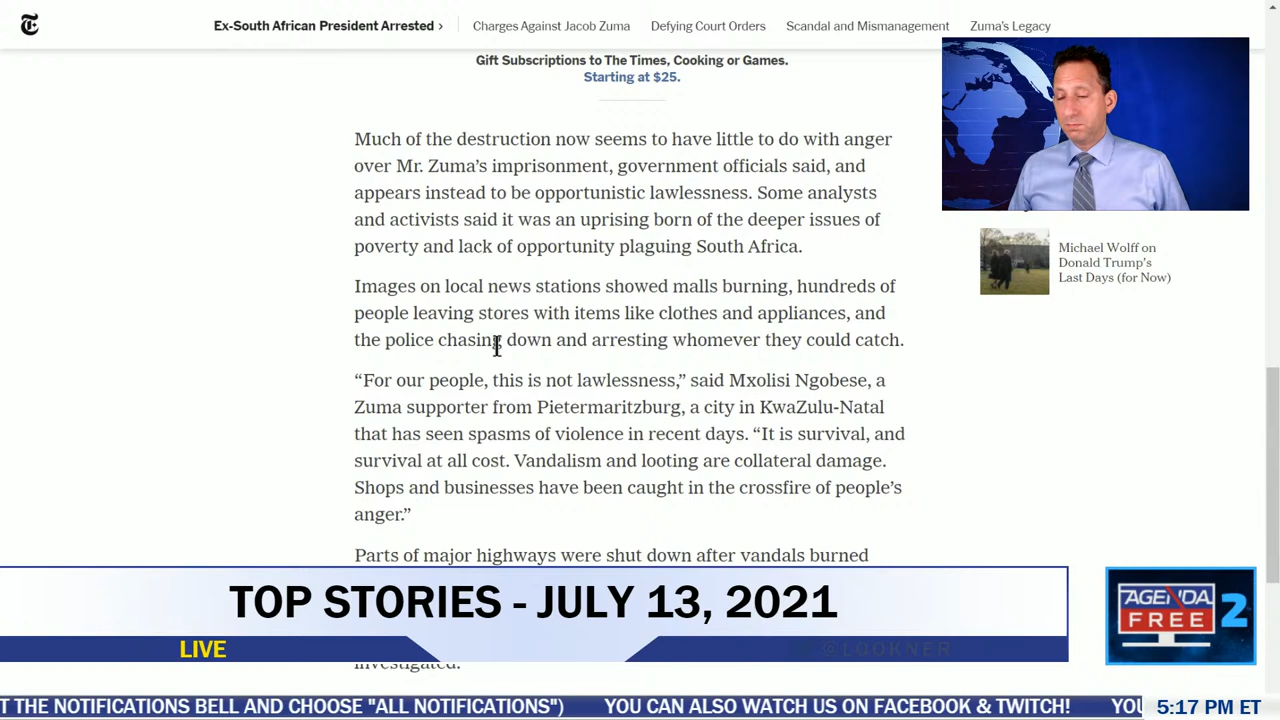 Ex-South African President Arrested ›
Charges Against Jacob Zuma
Defying Court Orders
Scandal and Mismanagement
Zuma's Legacy
Gift Subscriptions to The Times, Cooking or Games.
Starting at $25.
Much of the destruction now seems to have little to do with anger
over Mr. Zuma’s imprisonment, government officials said, and
appears instead to be opportunistic lawlessness. Some analysts
and activists said it was an uprising born of the deeper issues of
poverty and lack of opportunity plaguing South Africa.
Images on local news stations showed malls burning, hundreds of
people leaving stores with items like clothes and appliances, and
the police chasing down and arresting whomever they could catch.
“For our people, this is not lawlessness,” said Mxolisi Ngobese, a
Zuma supporter from Pietermaritzburg, a city in KwaZulu-Natal
that has seen spasms of violence in recent days. “It is survival, and
survival at all cost. Vandalism and looting are collateral damage.
Shops and businesses have been caught in the crossfire of people’s
anger.”
Parts of major highways were shut down after vandals burned
investigated.
Michael Wolff on
Donald Trump’s
Last Days (for Now)
TOP STORIES - JULY 13, 2021
LIVE
@LOOKNER
AGENDA
FREE
2
T THE NOTIFICATIONS BELL AND CHOOSE "ALL NOTIFICATIONS") YOU CAN ALSO WATCH US ON FACEBOOK & TWITCH! YOU
5:17 PM ET